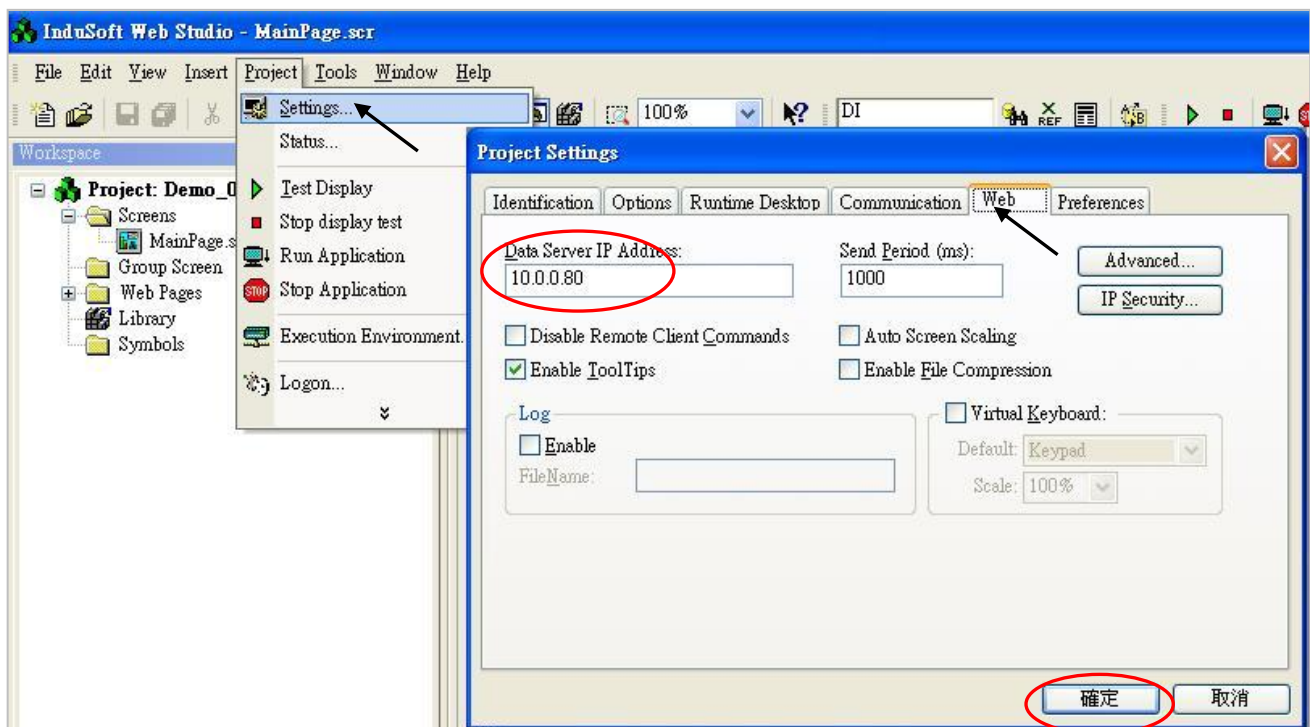 InduSoft Web Studio - MainPage.scr
File Edit View Insert Project Tools Window Help
100% DI
XREF
Workspace
Project: Demo_0
Screens
MainPage.s
Group Screen
Web Pages
Library
Symbols
Settings...
Status...
Test Display
Stop display test
Run Application
STOP Stop Application
Execution Environment.
Logon...
Project Settings
Identification Options Runtime Desktop Communication Web Preferences
Data Server IP Address: Send Period (ms):
10.0.0.80 1000
Advanced...
IP Security...
Disable Remote Client Commands Auto Screen Scaling
Enable ToolTips Enable File Compression
Log Virtual Keyboard:
Enable
Default: Keypad
FileName:
Scale: 100%
確定 取消